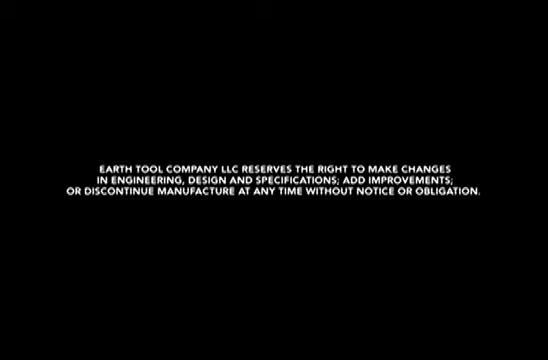 EARTH TOOL COMPANY LLC RESERVES THE RIGHT TO MAKE CHANGES
IN ENGINEERING, DESIGN AND SPECIFICATIONS; ADD IMPROVEMENTS;
OR DISCONTINUE MANUFACTURE AT ANY TIME WITHOUT NOTICE OR OBLIGATION.